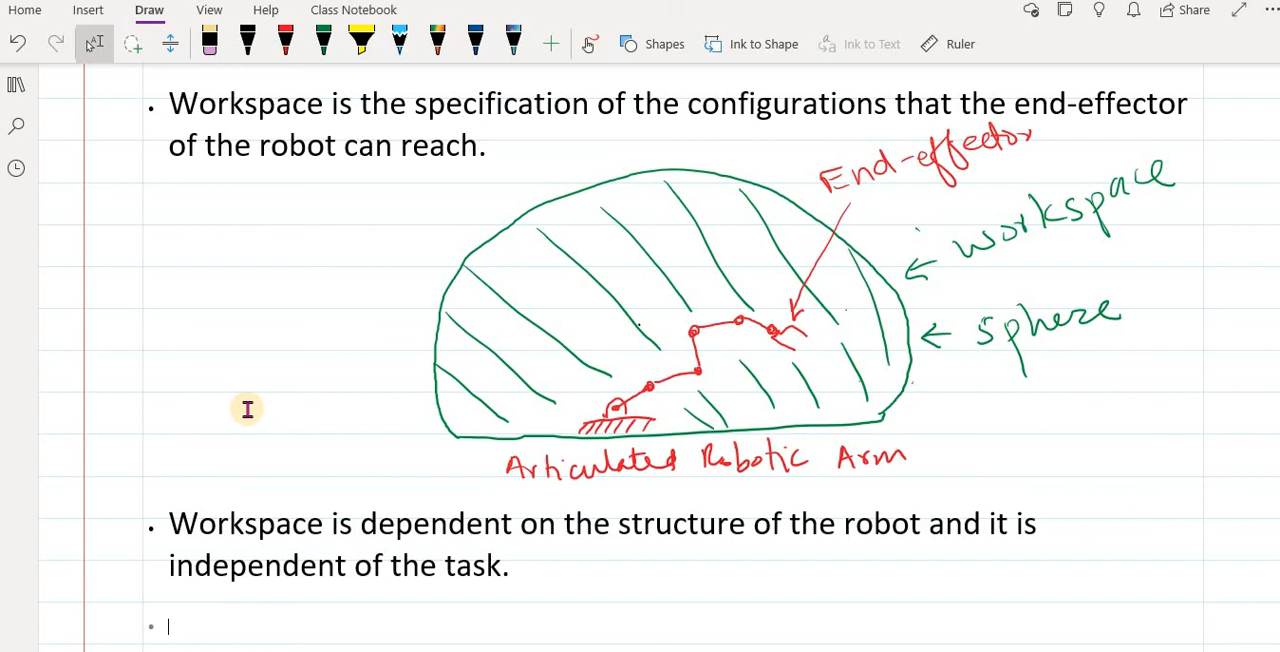 Home Insert Draw View Help Class Notebook Share
Shapes Ink to Shape Ink to Text Ruler
• Workspace is the specification of the configurations that the end-effector
of the robot can reach.
End-effector
← workspace
← sphere
Articulated Robotic Arm
• Workspace is dependent on the structure of the robot and it is
independent of the task.